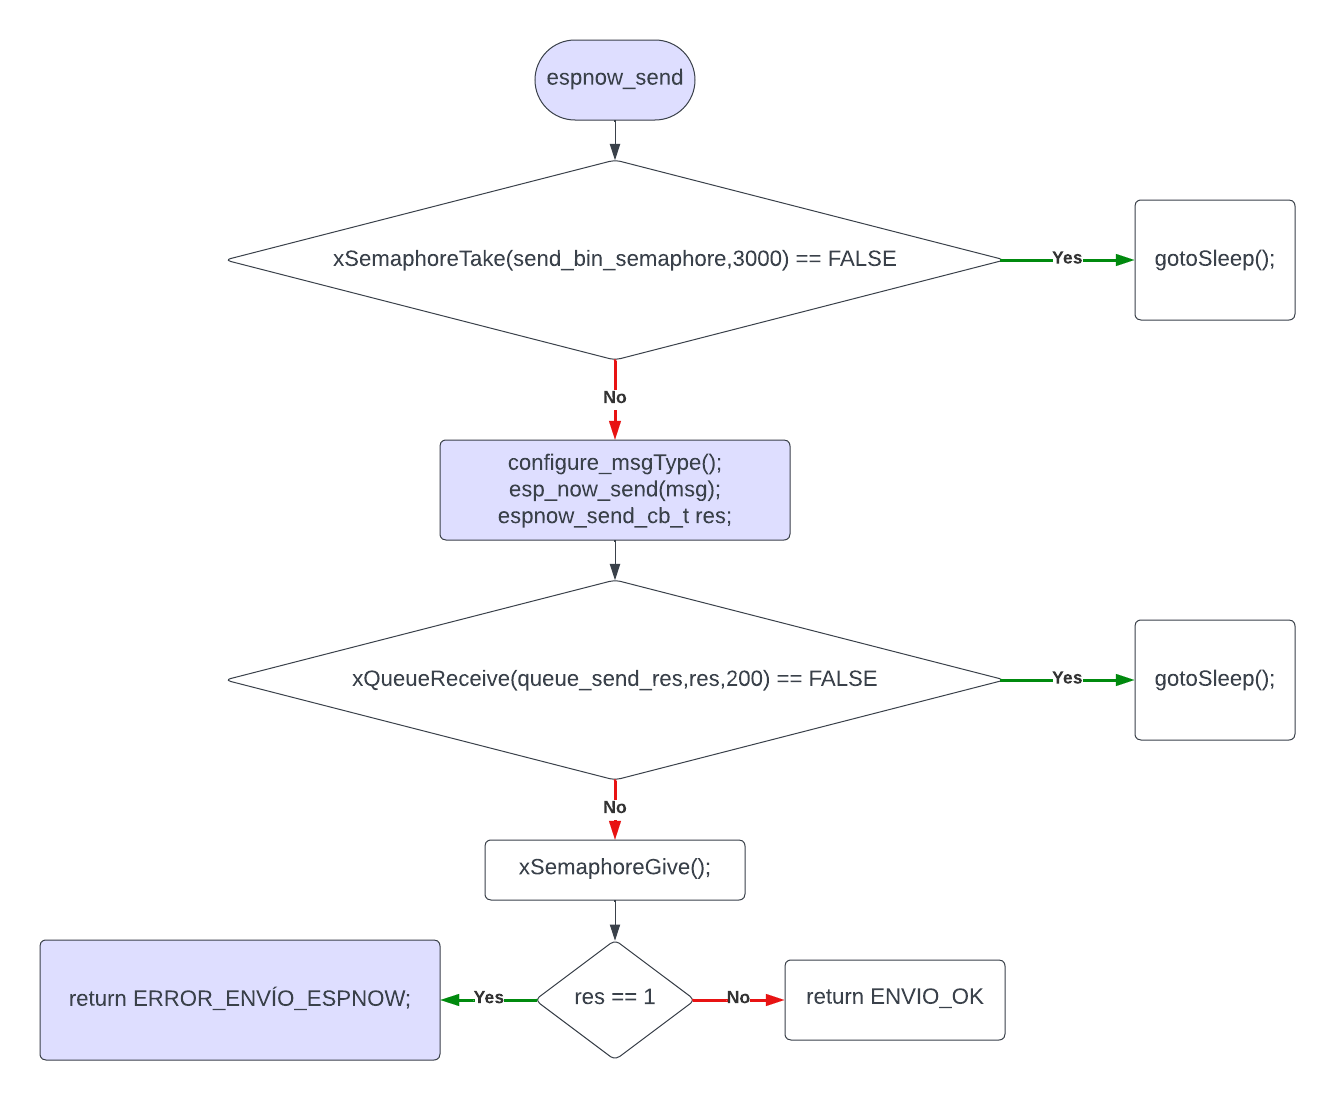 espnow_send
xSemaphoreTake(send_bin_semaphore,3000) == FALSE
Yes
gotoSleep();
No
configure_msgType();
esp_now_send(msg);
espnow_send_cb_t res;
xQueueReceive(queue_send_res,res,200) == FALSE
Yes
gotoSleep();
No
xSemaphoreGive();
return ERROR_ENVÍO_ESPNOW;
Yes
res == 1
No
return ENVIO_OK